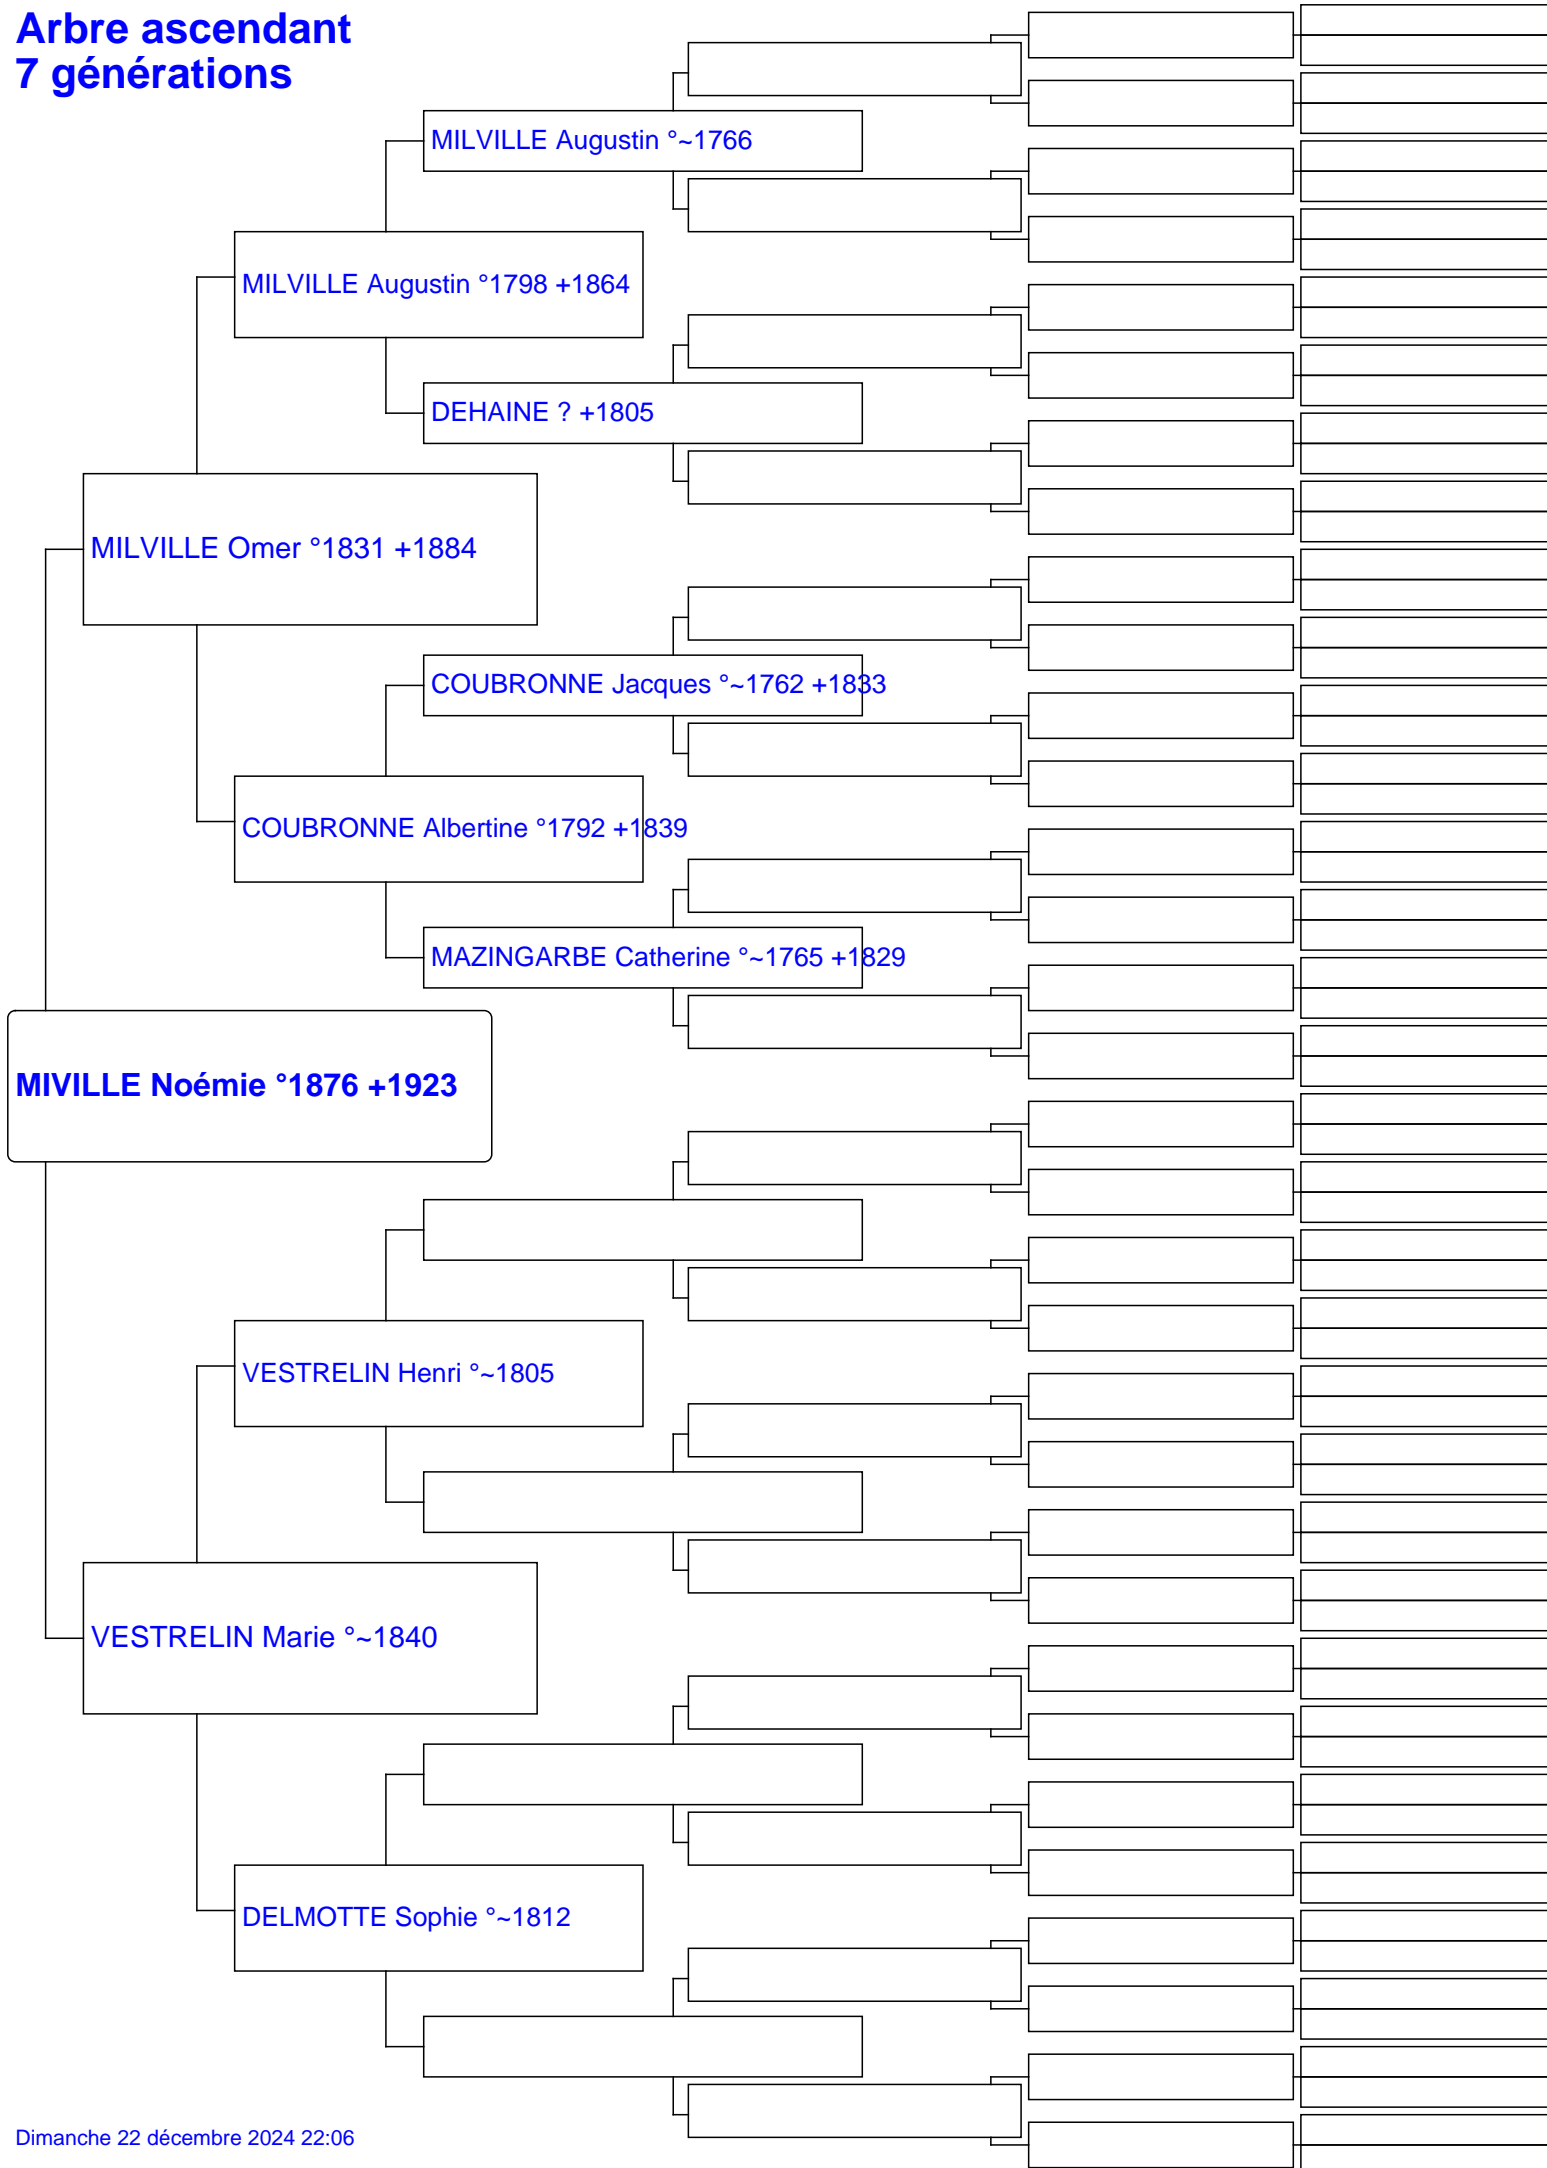 Arbre ascendant
7 générations
MILVILLE Augustin °~1766
MILVILLE Augustin °1798 +1864
DEHAINE ? +1805
MILVILLE Omer °1831 +1884
COUBRONNE Jacques °~1762 +1833
COUBRONNE Albertine °1792 +1839
MAZINGARBE Catherine °~1765 +1829
MIVILLE Noémie °1876 +1923
VESTRELIN Henri °~1805
VESTRELIN Marie °~1840
DELMOTTE Sophie °~1812
Dimanche 22 décembre 2024 22:06